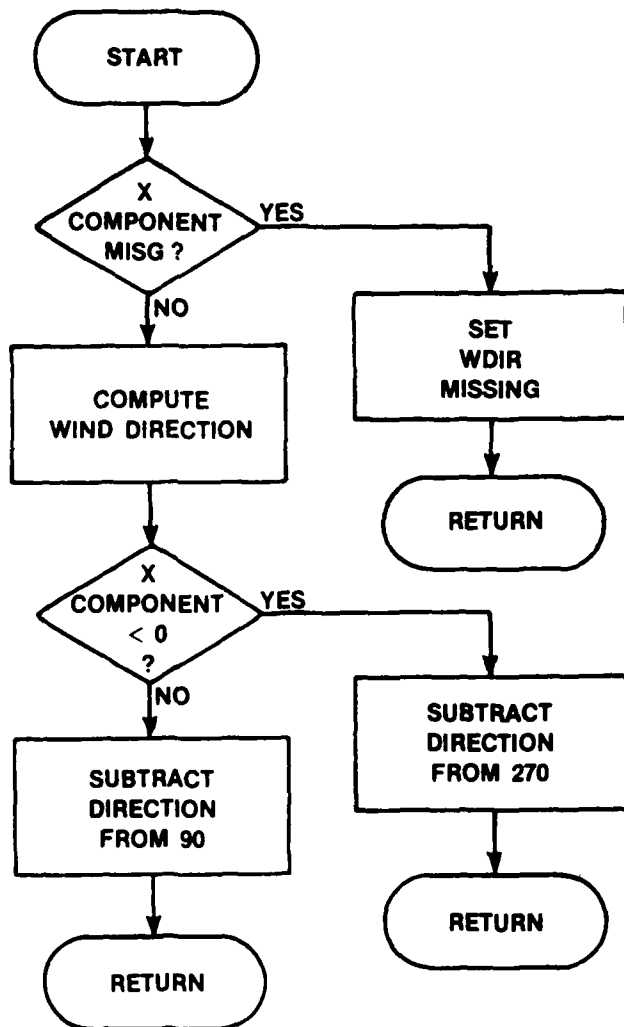 START
X
COMPONENT
MISG ?
YES
NO
SET
WDIR
MISSING
COMPUTE
WIND DIRECTION
RETURN
X
COMPONENT
< 0
?
YES
NO
SUBTRACT
DIRECTION
FROM 270
SUBTRACT
DIRECTION
FROM 90
RETURN
RETURN